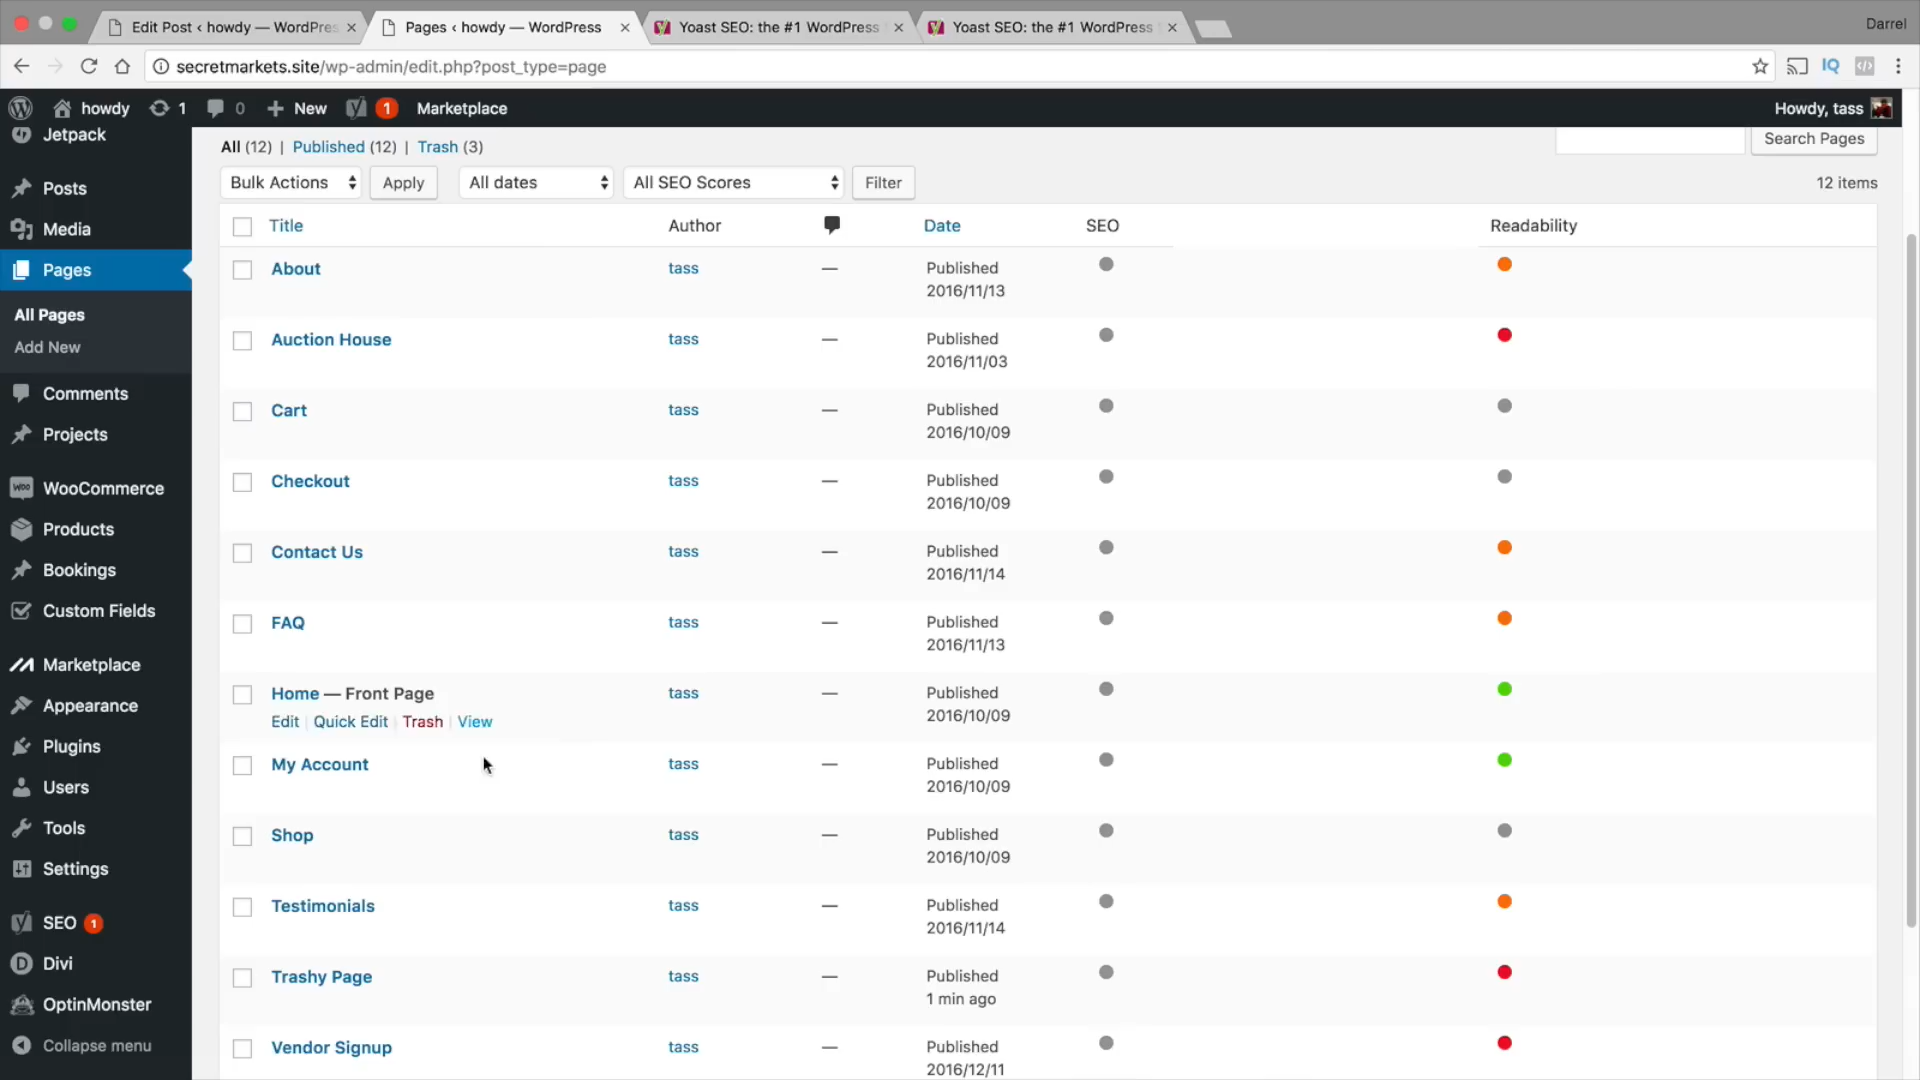 Edit Post ‹ howdy — WordPre
Pages ‹ howdy — WordPress
Yoast SEO: the #1 WordPress
Yoast SEO: the #1 WordPress
Darrel
secretmarkets.site/wp-admin/edit.php?post_type=page
IQ
howdy
1
0
New
1
Marketplace
Howdy, tass
Jetpack
Posts
Media
Pages
All Pages
Add New
Comments
Projects
WooCommerce
Products
Bookings
Custom Fields
Marketplace
Appearance
Plugins
Users
Tools
Settings
SEO 1
Divi
OptinMonster
Collapse menu
All (12) | Published (12) | Trash (3)
Search Pages
Bulk Actions Apply All dates All SEO Scores Filter 12 items
Title Author Date SEO Readability
About tass — Published
2016/11/13
Auction House tass — Published
2016/11/03
Cart tass — Published
2016/10/09
Checkout tass — Published
2016/10/09
Contact Us tass — Published
2016/11/14
FAQ tass — Published
2016/11/13
Home — Front Page tass — Published
2016/10/09
Edit | Quick Edit | Trash | View
My Account tass — Published
2016/10/09
Shop tass — Published
2016/10/09
Testimonials tass — Published
2016/11/14
Trashy Page tass — Published
1 min ago
Vendor Signup tass — Published
2016/12/11